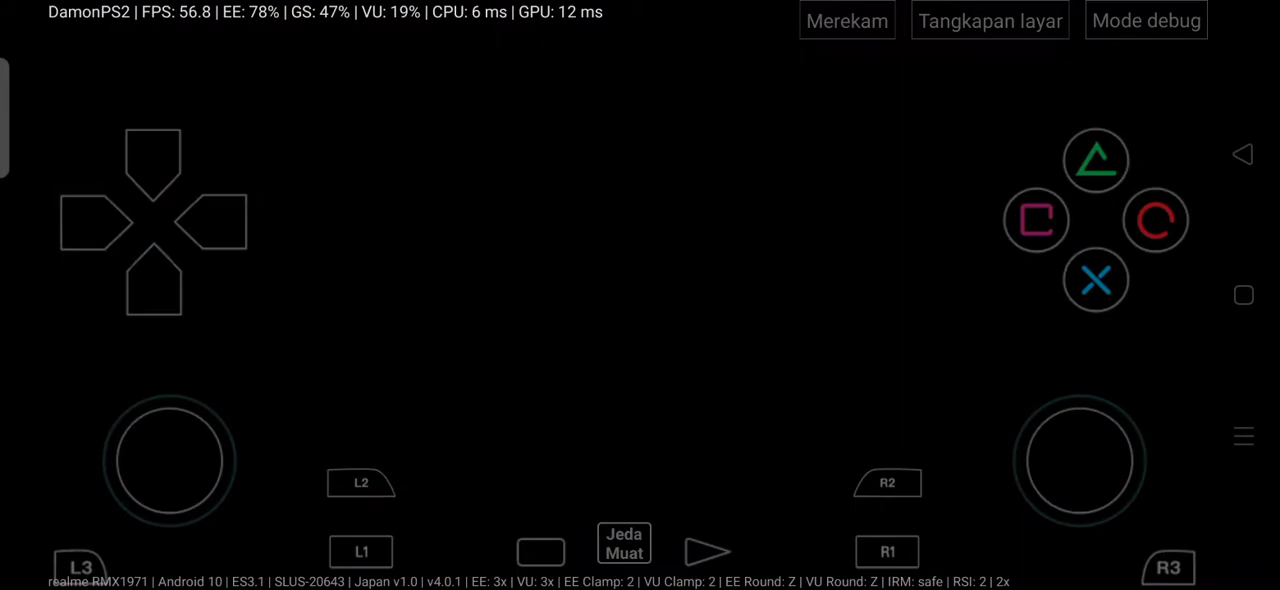 DamonPS2 | FPS: 56.8 | EE: 78% | GS: 47% | VU: 19% | CPU: 6 ms | GPU: 12 ms
Merekam
Tangkapan layar
Mode debug
L2
R2
L1
Jeda
Muat
R1
L3
R3
realme RMX1971 | Android 10 | ES3.1 | SLUS-20643 | Japan v1.0 | v4.0.1 | EE: 3x | VU: 3x | EE Clamp: 2 | VU Clamp: 2 | EE Round: Z | VU Round: Z | IRM: safe | RSI: 2 | 2x